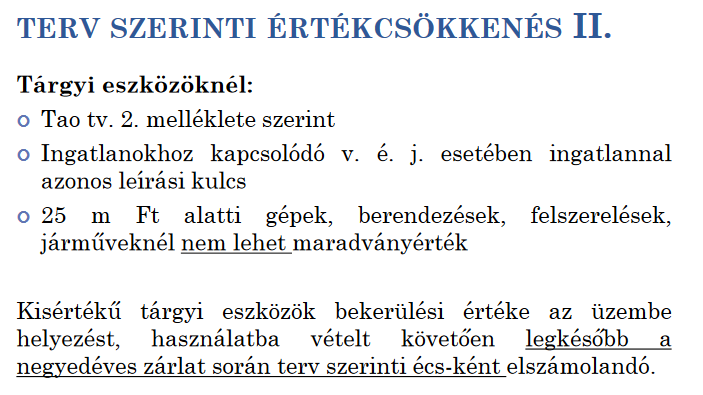 TERV SZERINTI ÉRTÉKCSÖKKENÉS II.
Tárgyi eszközöknél:
Tao tv. 2. melléklete szerint
Ingatlanokhoz kapcsolódó v. é. j. esetében ingatlannal
azonos leírási kulcs
25 m Ft alatti gépek, berendezések, felszerelések,
járműveknél nem lehet maradványérték
Kisértékű tárgyi eszközök bekerülési értéke az üzembe
helyezést, használatba vételt követően legkésőbb a
negyedéves zárlat során terv szerinti écs-ként elszámolandó.